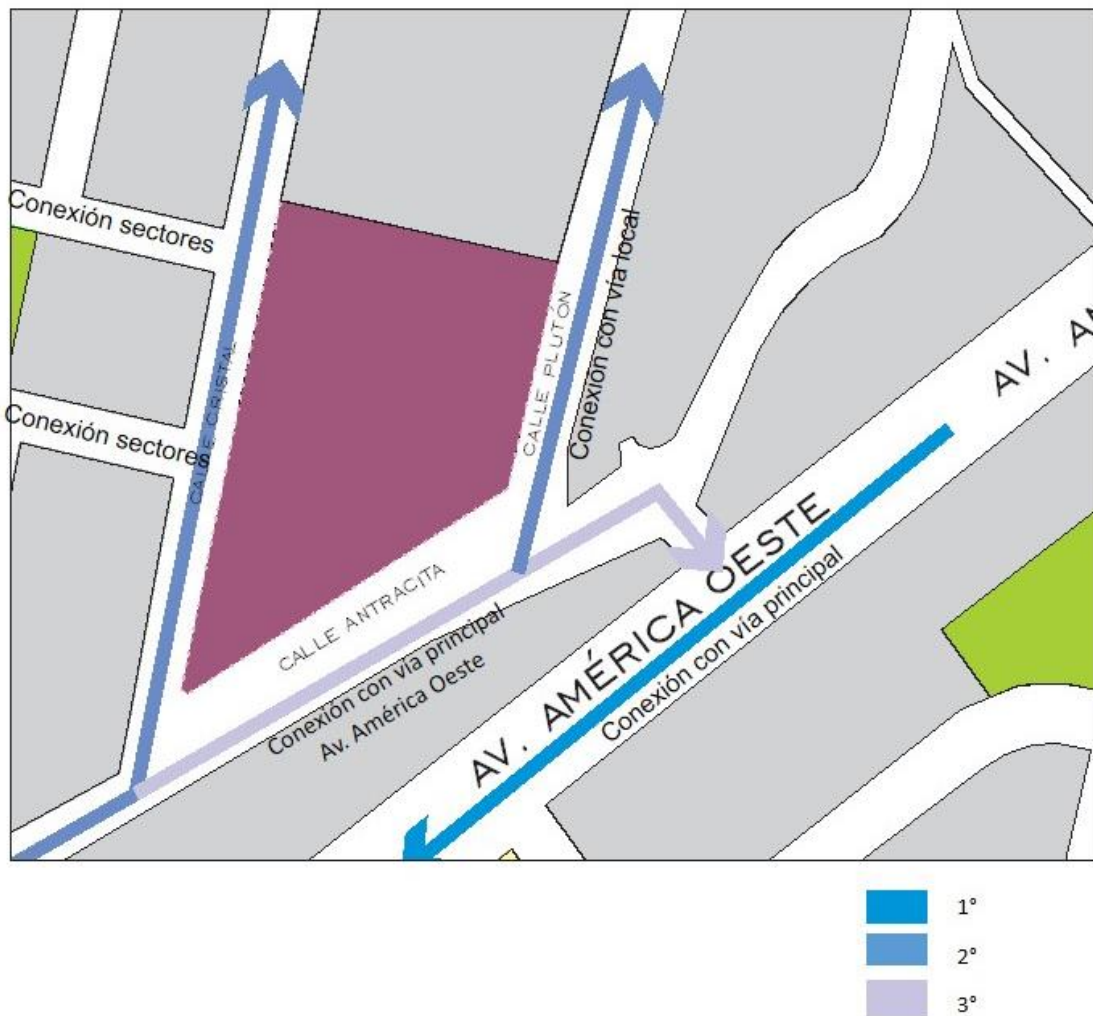 Conexión sectores
Conexión sectores
CALLE CRISTAL
CALLE PLUTÓN
Conexión con vía local
CALLE ANTRACITA
Conexión con vía principal
Av. América Oeste
AV. AMÉRICA OESTE
Conexión con vía principal
AV. AM
1°
2°
3°